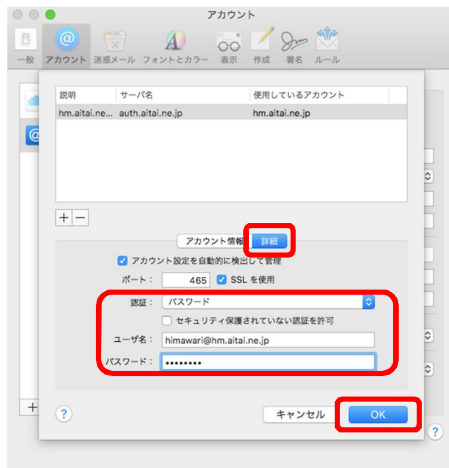 アカウント
一般 アカウント 迷惑メール フォントとカラー 表示 作成 署名 ルール
説明 サーバ名 使用しているアカウント
hm.aitai.ne... auth.aitai.ne.jp hm.aitai.ne.jp
アカウント情報 詳細
アカウント設定を自動的に検出して管理
ポート： 465 SSL を使用
認証： パスワード
セキュリティ保護されていない認証を許可
ユーザ名： himawari@hm.aitai.ne.jp
パスワード： ••••••••
? キャンセル OK
?